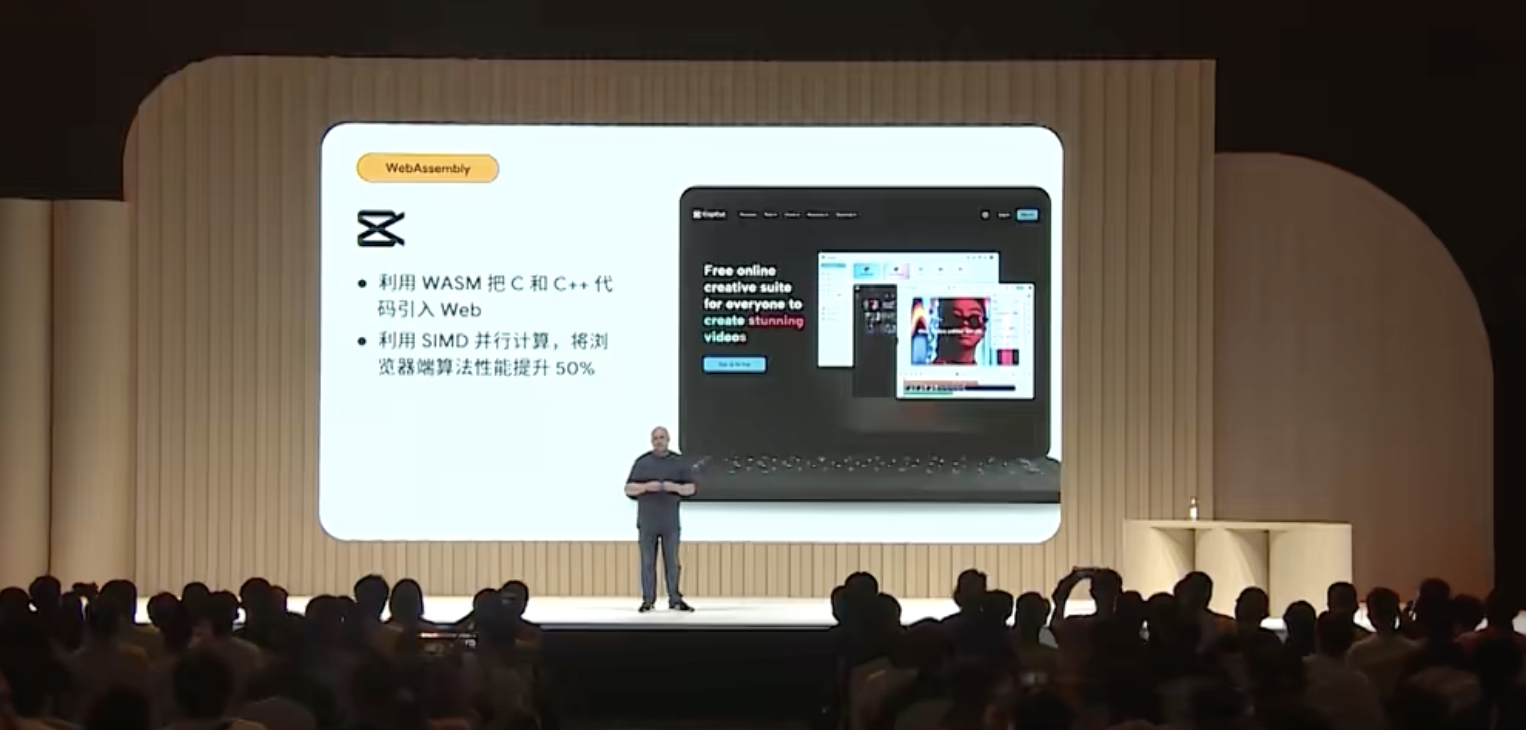 WebAssembly
利用 WASM 把 C 和 C++ 代
码引入 Web
利用 SIMD 并行计算，将浏
览器端算法性能提升 50%
CapCut
Free online
creative suite
for everyone to
create stunning
videos